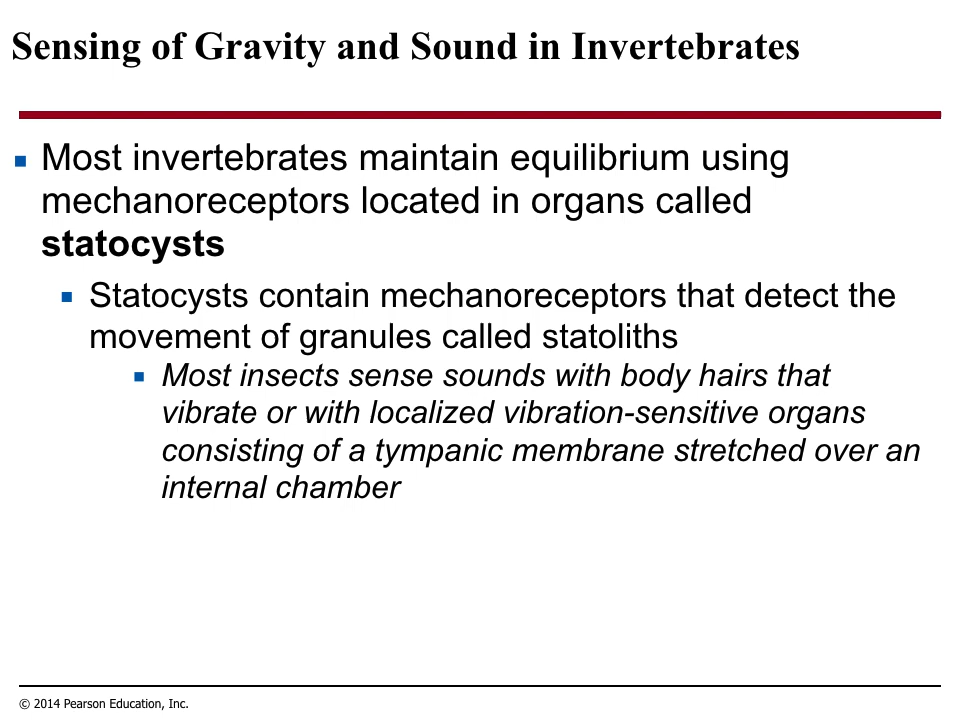 Sensing of Gravity and Sound in Invertebrates
Most invertebrates maintain equilibrium using
mechanoreceptors located in organs called
statocysts
Statocysts contain mechanoreceptors that detect the
movement of granules called statoliths
Most insects sense sounds with body hairs that
vibrate or with localized vibration-sensitive organs
consisting of a tympanic membrane stretched over an
internal chamber
© 2014 Pearson Education, Inc.